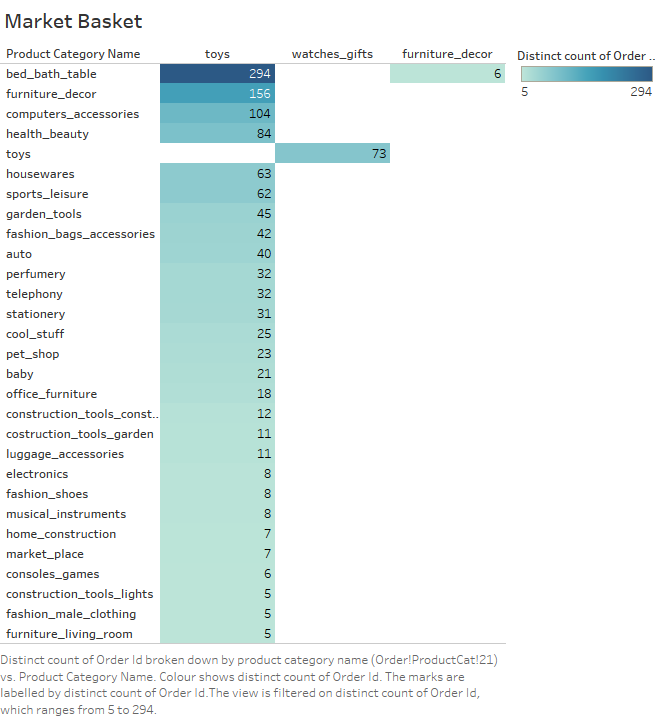 Market Basket
Product Category Name toys watches_gifts furniture_decor
Distinct count of Order ..
5 294
bed_bath_table 294 6
furniture_decor 156
computers_accessories 104
health_beauty 84
toys 73
housewares 63
sports_leisure 62
garden_tools 45
fashion_bags_accessories 42
auto 40
perfumery 32
telephony 32
stationery 31
cool_stuff 25
pet_shop 23
baby 21
office_furniture 18
construction_tools_const.. 12
costruction_tools_garden 11
luggage_accessories 11
electronics 8
fashion_shoes 8
musical_instruments 8
home_construction 7
market_place 7
consoles_games 6
construction_tools_lights 5
fashion_male_clothing 5
furniture_living_room 5
Distinct count of Order Id broken down by product category name (Order!ProductCat!21)
vs. Product Category Name. Colour shows distinct count of Order Id. The marks are
labelled by distinct count of Order Id.The view is filtered on distinct count of Order Id,
which ranges from 5 to 294.